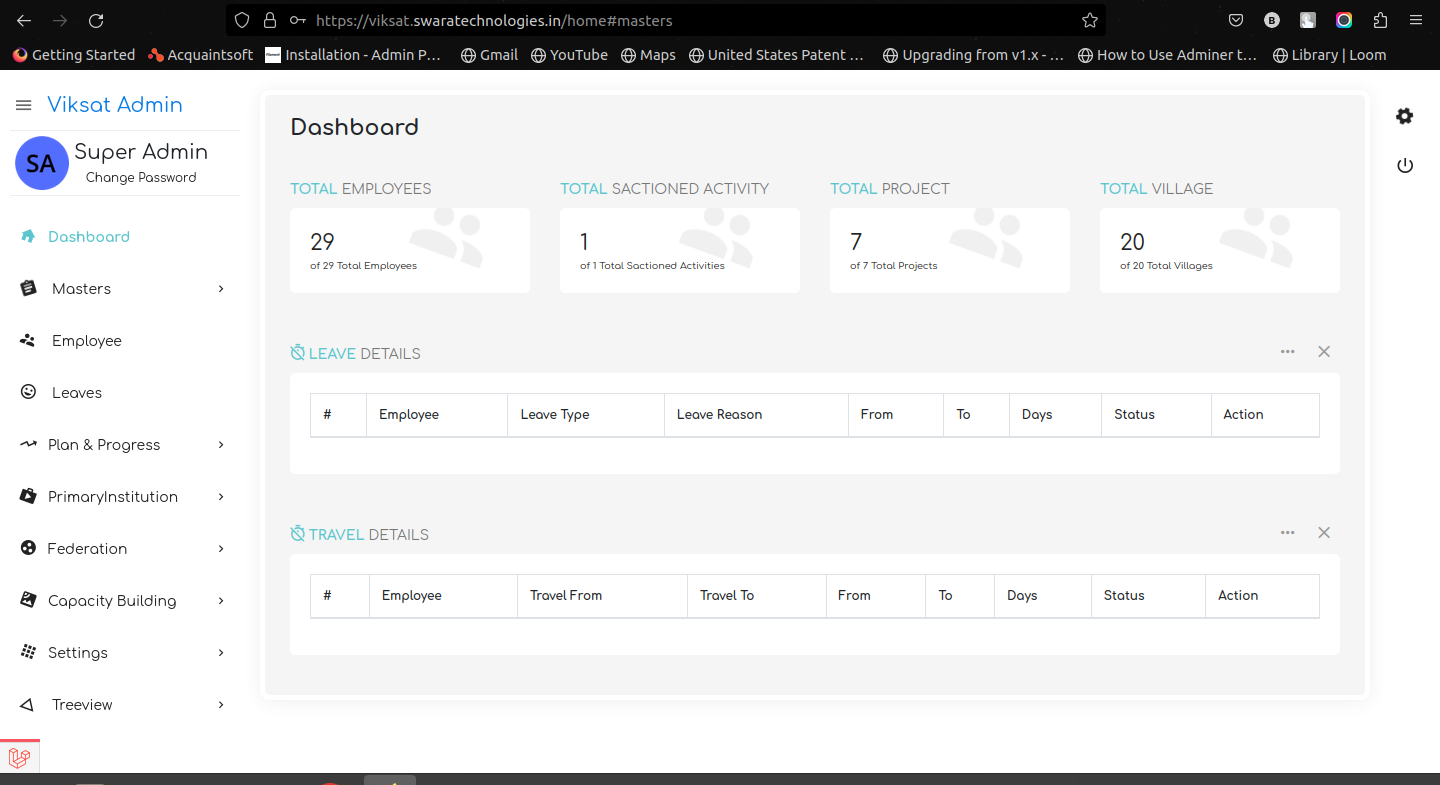 https://viksat.swaratechnologies.in/home#masters
B
Getting Started Acquaintsoft Installation - Admin P… Gmail YouTube Maps United States Patent … Upgrading from v1.x - … How to Use Adminer t… Library | Loom
Viksat Admin
SA Super Admin
Change Password
Dashboard
Masters
Employee
Leaves
Plan & Progress
PrimaryInstitution
Federation
Capacity Building
Settings
Treeview
Dashboard
TOTAL EMPLOYEES
29
of 29 Total Employees
TOTAL SACTIONED ACTIVITY
1
of 1 Total Sactioned Activities
TOTAL PROJECT
7
of 7 Total Projects
TOTAL VILLAGE
20
of 20 Total Villages
LEAVE DETAILS
# Employee Leave Type Leave Reason From To Days Status Action
TRAVEL DETAILS
# Employee Travel From Travel To From To Days Status Action